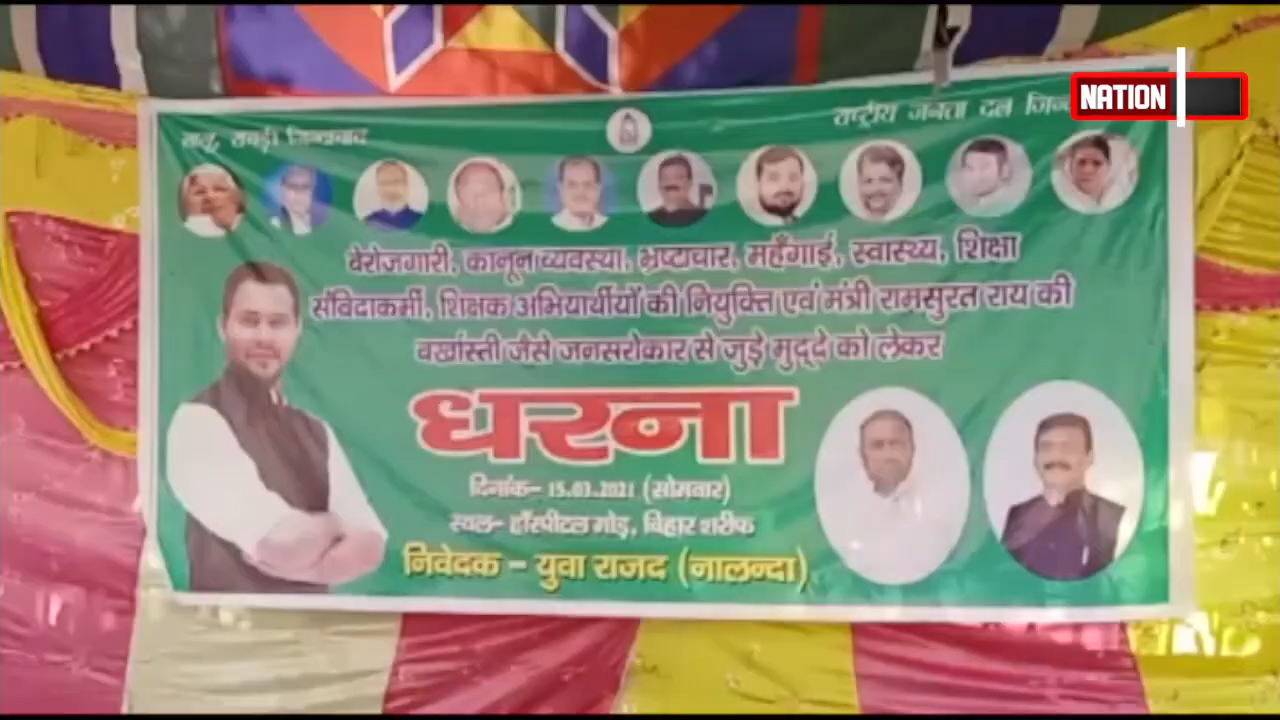 लालू, राबड़ी जिन्दाबाद
राष्ट्रीय जनता दल
NATION
बेरोजगारी, कानून व्यवस्था, भ्रष्टाचार, महँगाई, स्वास्थ्य, शिक्षा
संविदाकर्मी, शिक्षक अभियार्थीयों की नियुक्ति एवं मंत्री रामसुरत राय की
बर्खास्ती जैसे जनसरोकार से जुड़े मुद्दे को लेकर
धरना
दिनांक- 15.03.2021 (सोमवार)
स्थल- हॉस्पीटल मोड़, बिहार शरीफ
निवेदक - युवा राजद (नालन्दा)